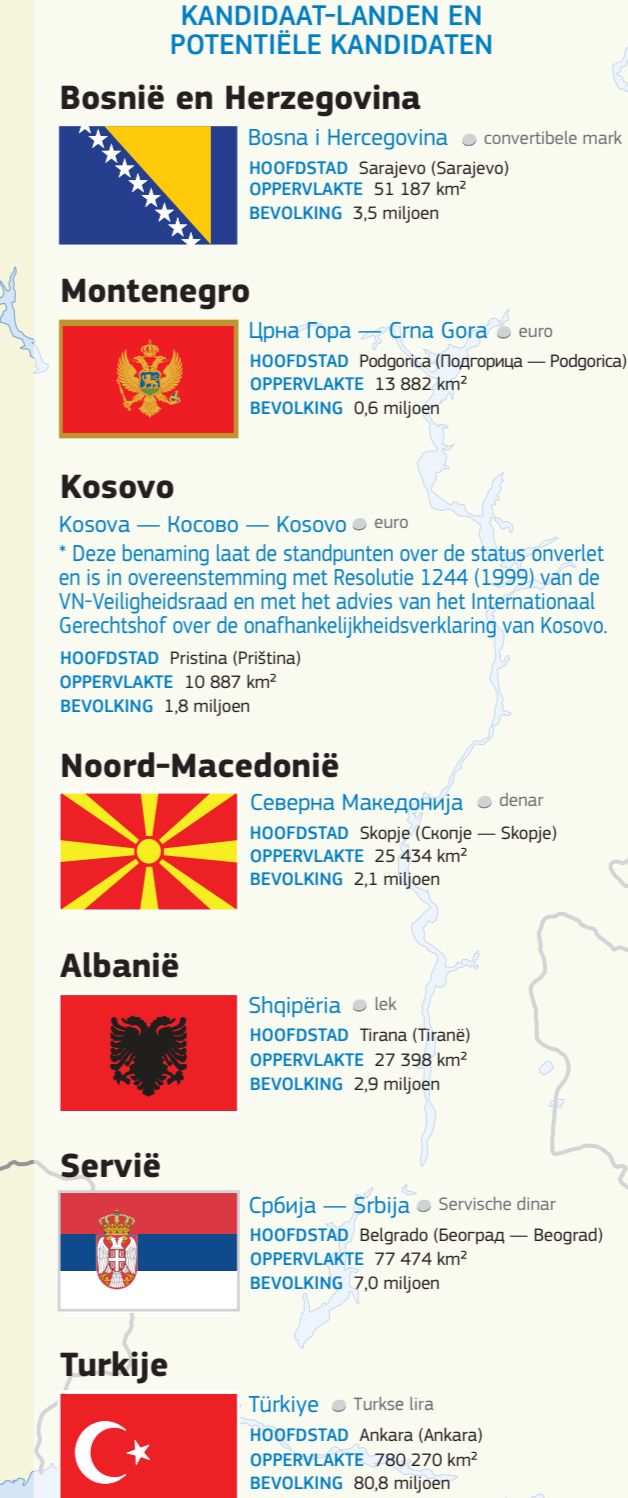 KANDIDAAT-LANDEN EN
POTENTIËLE KANDIDATEN
Bosnië en Herzegovina
Bosna i Hercegovina convertibele mark
HOOFDSTAD Sarajevo (Sarajevo)
OPPERVLAKTE 51 187 km²
BEVOLKING 3,5 miljoen
Montenegro
Црна Гора — Crna Gora euro
HOOFDSTAD Podgorica (Подгорица — Podgorica)
OPPERVLAKTE 13 882 km²
BEVOLKING 0,6 miljoen
Kosovo
Kosova — Косово — Kosovo euro
* Deze benaming laat de standpunten over de status onverlet
en is in overeenstemming met Resolutie 1244 (1999) van de
VN-Veiligheidsraad en met het advies van het Internationaal
Gerechtshof over de onafhankelijkheidsverklaring van Kosovo.
HOOFDSTAD Pristina (Priština)
OPPERVLAKTE 10 887 km²
BEVOLKING 1,8 miljoen
Noord-Macedonië
Северна Македонија denar
HOOFDSTAD Skopje (Скопје — Skopje)
OPPERVLAKTE 25 434 km²
BEVOLKING 2,1 miljoen
Albanië
Shqipëria lek
HOOFDSTAD Tirana (Tiranë)
OPPERVLAKTE 27 398 km²
BEVOLKING 2,9 miljoen
Servië
Србија — Srbija Servische dinar
HOOFDSTAD Belgrado (Београд — Beograd)
OPPERVLAKTE 77 474 km²
BEVOLKING 7,0 miljoen
Turkije
Türkiye Turkse lira
HOOFDSTAD Ankara (Ankara)
OPPERVLAKTE 780 270 km²
BEVOLKING 80,8 miljoen